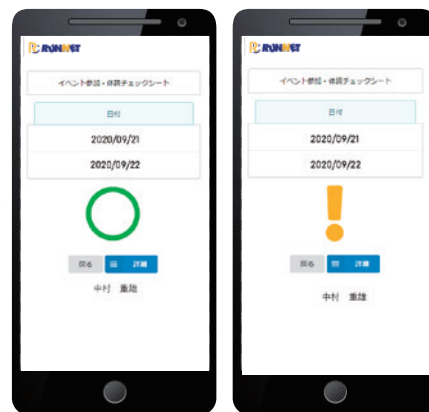 RUNNET
イベント参加・体調チェックシート
日付
2020/09/21
2020/09/22
戻る 詳細
中村 重雄
RUNNET
イベント参加・体調チェックシート
日付
2020/09/21
2020/09/22
戻る 詳細
中村 重雄